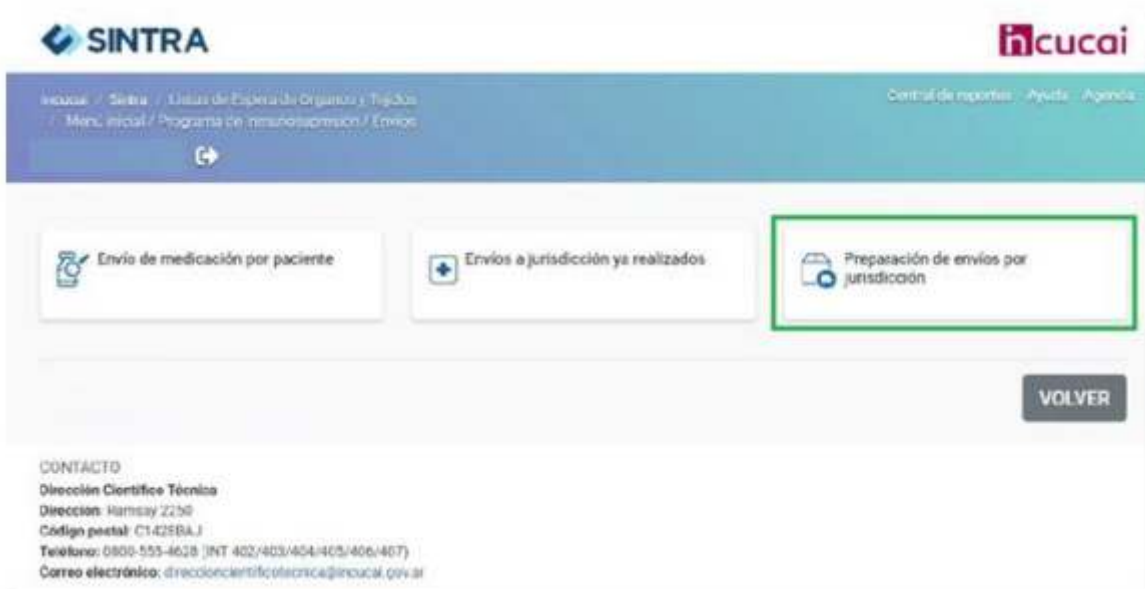 SINTRA
incucai
Incucai / Sintra / Listas de Espera de Organos y Tejidos
Central de reportes Ayuda Agenda
/ Menú inicial / Programa de inmunosupresión / Envios
Envío de medicación por paciente
Envíos a jurisdicción ya realizados
Preparación de envíos por
jurisdicción
VOLVER
CONTACTO
Dirección Científico Técnica
Dirección: Ramsay 2250
Código postal: C1428BAJ
Teléfono: 0800-555-4628 (INT 402/403/404/405/406/407)
Correo electrónico: direccioncientificotecnica@incucai.gov.ar